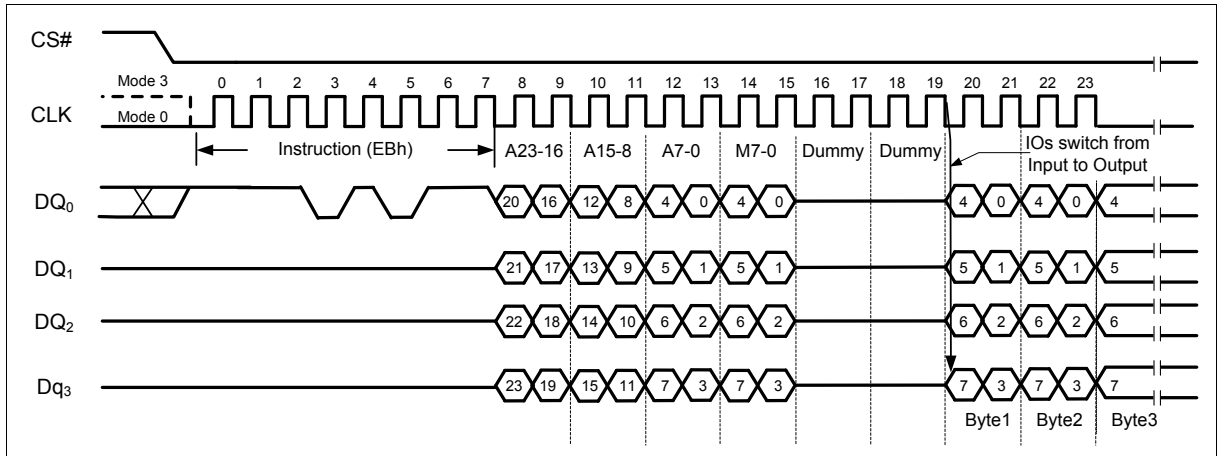 CS#
Mode 3
0 1 2 3 4 5 6 7 8 9 10 11 12 13 14 15 16 17 18 19 20 21 22 23
CLK
Mode 0
Instruction (EBh) A23-16 A15-8 A7-0 M7-0 Dummy Dummy
IOs switch from
Input to Output
DQ0 20 16 12 8 4 0 4 0 4 0 4 0 4
DQ1 21 17 13 9 5 1 5 1 5 1 5 1 5
DQ2 22 18 14 10 6 2 6 2 6 2 6 2 6
Dq3 23 19 15 11 7 3 7 3 7 3 7 3 7
Byte1 Byte2 Byte3